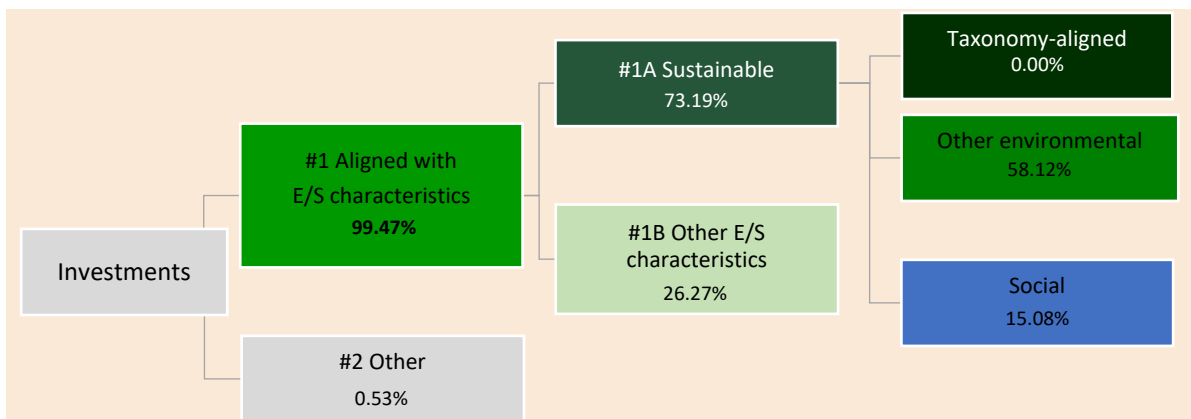 Investments
#1 Aligned with
E/S characteristics
99.47%
#2 Other
0.53%
#1A Sustainable
73.19%
#1B Other E/S
characteristics
26.27%
Taxonomy-aligned
0.00%
Other environmental
58.12%
Social
15.08%